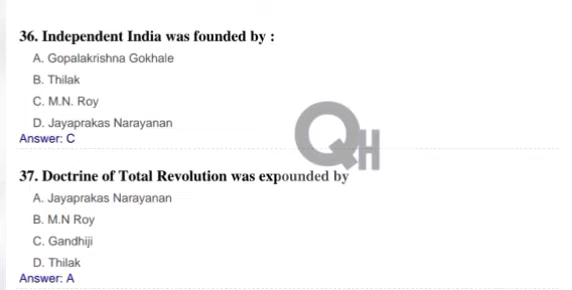 36. Independent India was founded by :
A. Gopalakrishna Gokhale
B. Thilak
C. M.N. Roy
D. Jayaprakas Narayanan
Answer: C
QH
37. Doctrine of Total Revolution was expounded by
A. Jayaprakas Narayanan
B. M.N Roy
C. Gandhiji
D. Thilak
Answer: A